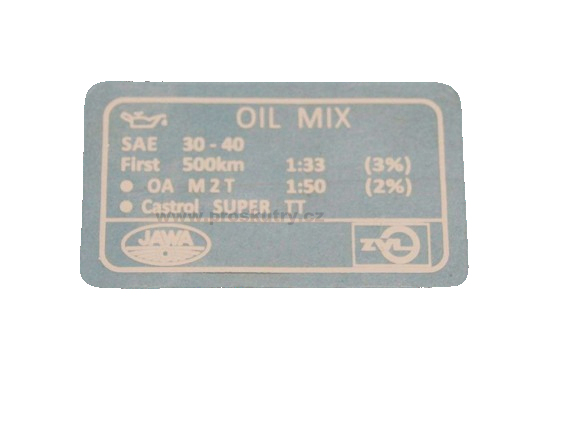 OIL MIX
SAE 30 - 40
First 500km 1:33 (3%)
● OA M 2 T 1:50 (2%)
● Castrol SUPER TT
www.proskutry.cz
JAWA ZVL